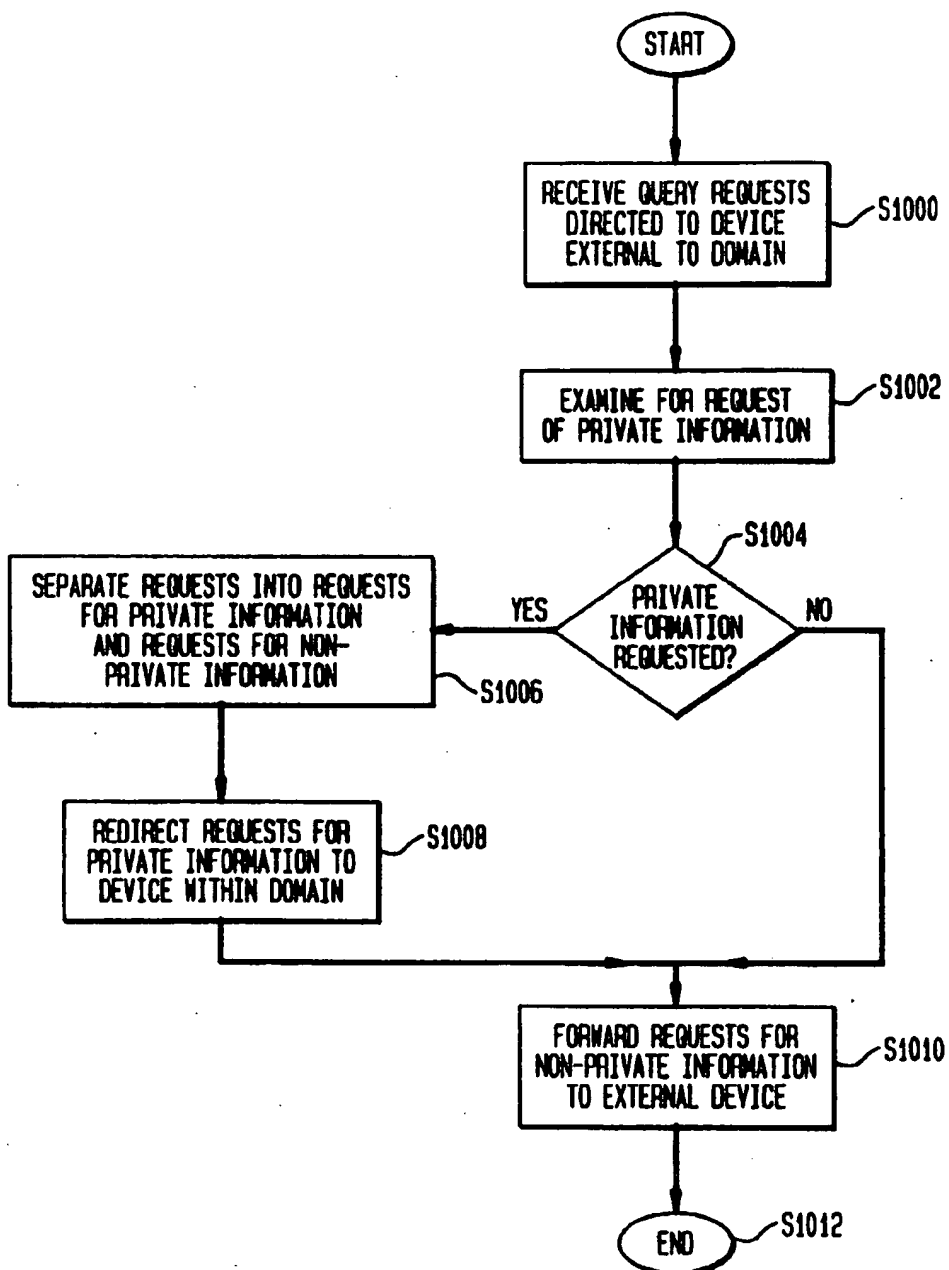 START
RECEIVE QUERY REQUESTS
DIRECTED TO DEVICE
EXTERNAL TO DOMAIN
S1000
EXAMINE FOR REQUEST
OF PRIVATE INFORMATION
S1002
PRIVATE
INFORMATION
REQUESTED?
S1004
YES
NO
SEPARATE REQUESTS INTO REQUESTS
FOR PRIVATE INFORMATION
AND REQUESTS FOR NON-
PRIVATE INFORMATION
S1006
REDIRECT REQUESTS FOR
PRIVATE INFORMATION TO
DEVICE WITHIN DOMAIN
S1008
FORWARD REQUESTS FOR
NON-PRIVATE INFORMATION
TO EXTERNAL DEVICE
S1010
END
S1012